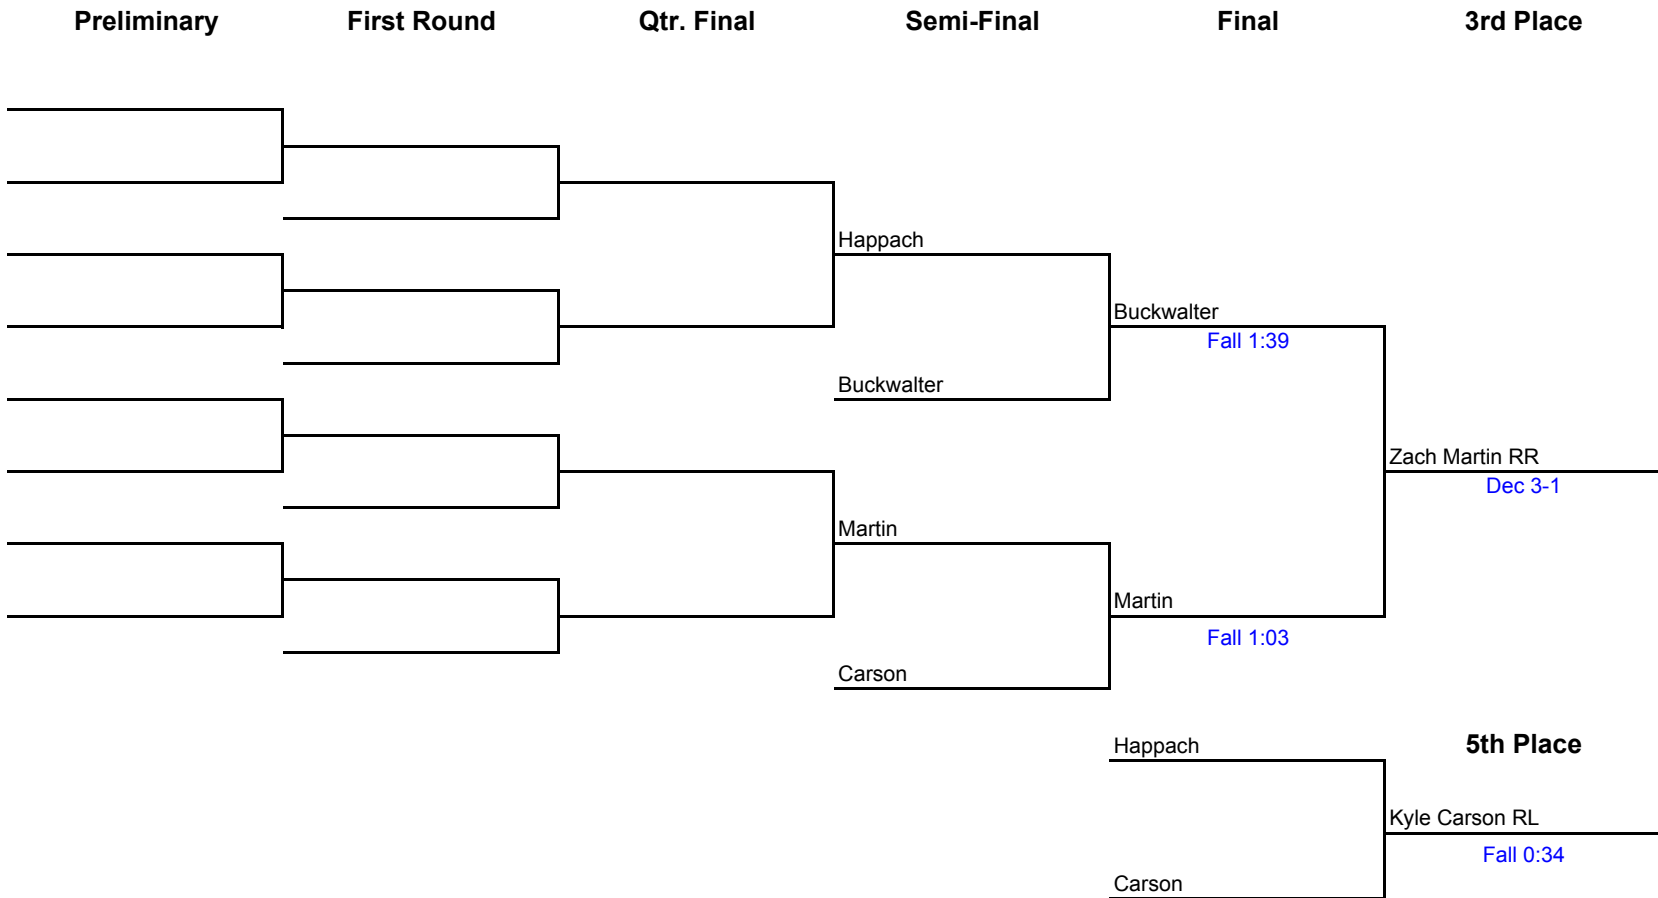 Preliminary First Round Qtr. Final Semi-Final Final 3rd Place
Happach
Buckwalter
Fall 1:39
Buckwalter
Zach Martin RR
Dec 3-1
Martin
Martin
Fall 1:03
Carson
Happach 5th Place
Kyle Carson RL
Fall 0:34
Carson